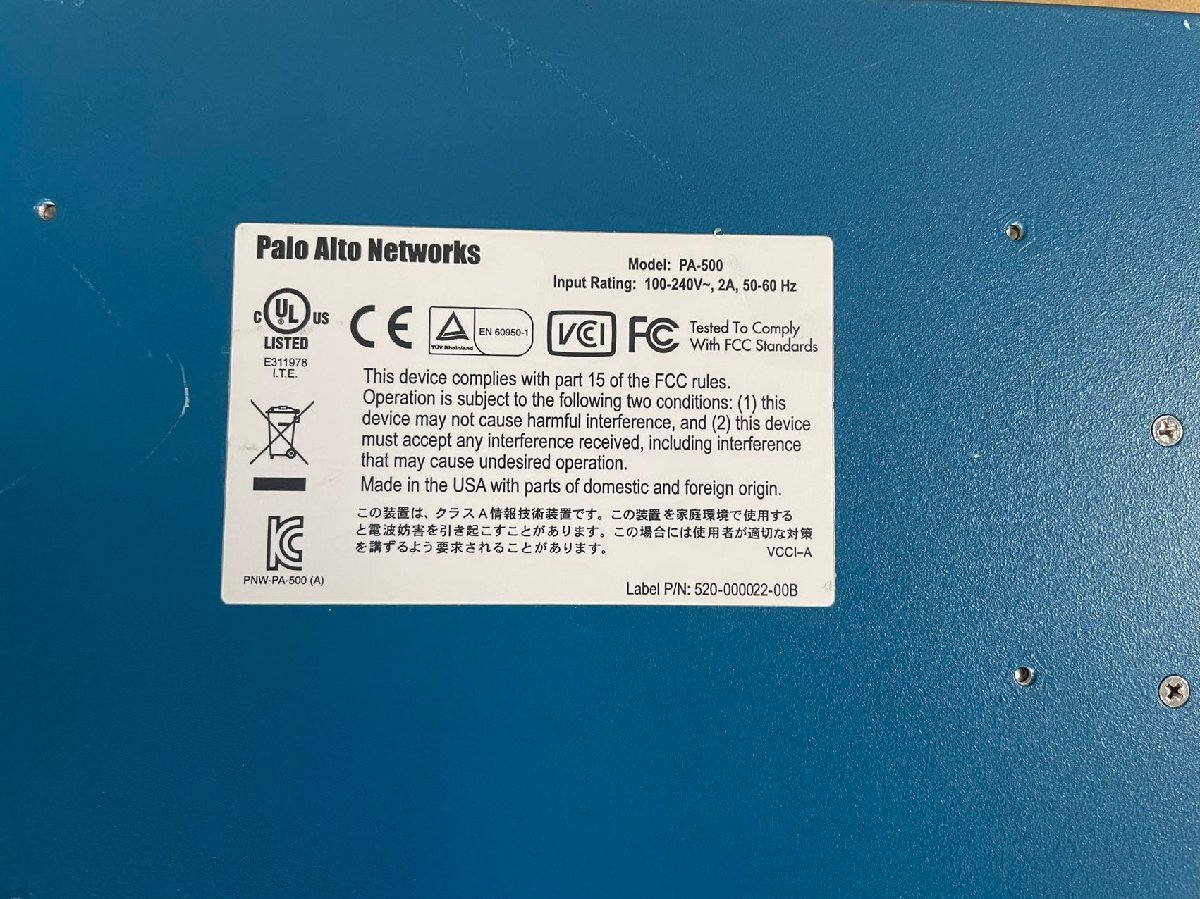 Palo Alto Networks
Model: PA-500
Input Rating: 100-240V~, 2A, 50-60 Hz
C UL US
LISTED
E311978
I.T.E.
CE
TÜV Rheinland
EN 60950-1
VCI
FC
Tested To Comply
With FCC Standards
This device complies with part 15 of the FCC rules.
Operation is subject to the following two conditions: (1) this
device may not cause harmful interference, and (2) this device
must accept any interference received, including interference
that may cause undesired operation.
Made in the USA with parts of domestic and foreign origin.
この装置は、クラスA情報技術装置です。この装置を家庭環境で使用する
と電波妨害を引き起こすことがあります。この場合には使用者が適切な対策
を講ずるよう要求されることがあります。
VCCI-A
KC
PNW-PA-500 (A)
Label P/N: 520-000022-00B